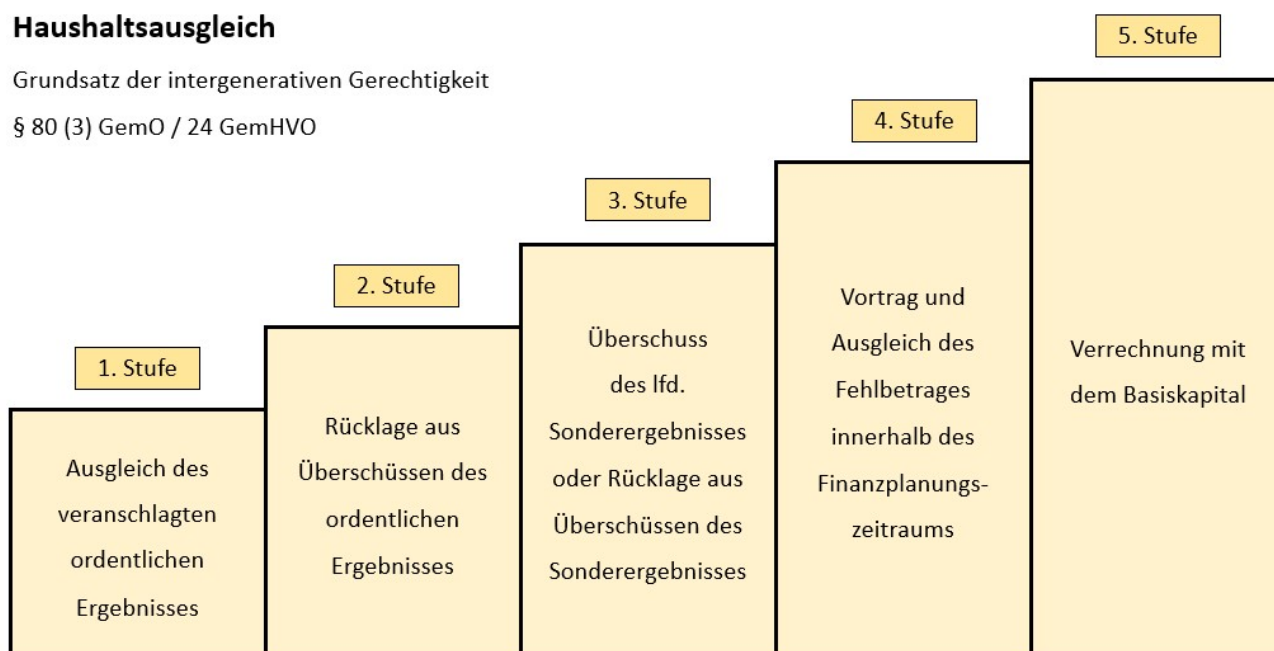 Haushaltsausgleich
Grundsatz der intergenerativen Gerechtigkeit
§ 80 (3) GemO / 24 GemHVO
1. Stufe
Ausgleich des
veranschlagten
ordentlichen
Ergebnisses
2. Stufe
Rücklage aus
Überschüssen des
ordentlichen
Ergebnisses
3. Stufe
Überschuss
des lfd.
Sonderergebnisses
oder Rücklage aus
Überschüssen des
Sonderergebnisses
4. Stufe
Vortrag und
Ausgleich des
Fehlbetrages
innerhalb des
Finanzplanungs-
zeitraums
5. Stufe
Verrechnung mit
dem Basiskapital